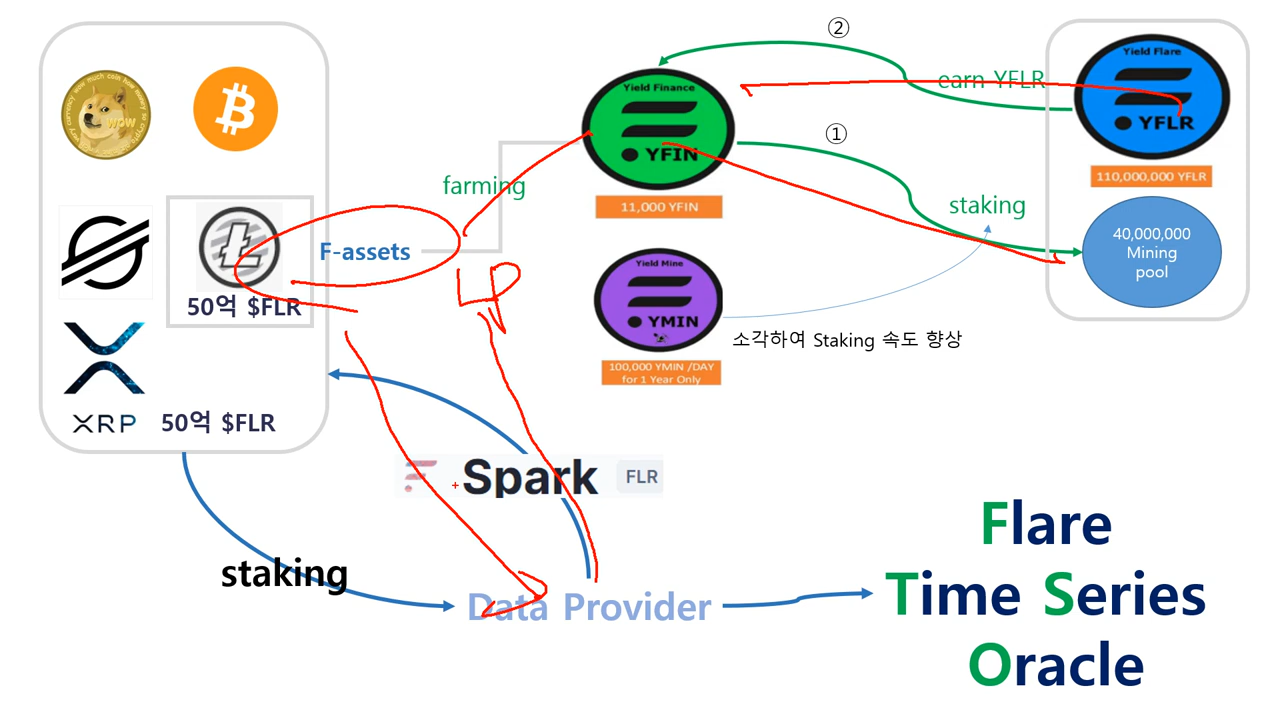 ②
Yield Flare
earn YFLR
YFLR
Yield Finance
YFIN
①
110,000,000 YFLR
farming
11,000 YFIN
staking
F-assets
40,000,000
Mining
pool
50억 $FLR
LP
Yield Mine
YMIN
소각하여 Staking 속도 향상
100,000 YMIN /DAY
for 1 Year Only
XRP 50억 $FLR
Spark FLR
staking
Data Provider
Flare
Time Series
Oracle